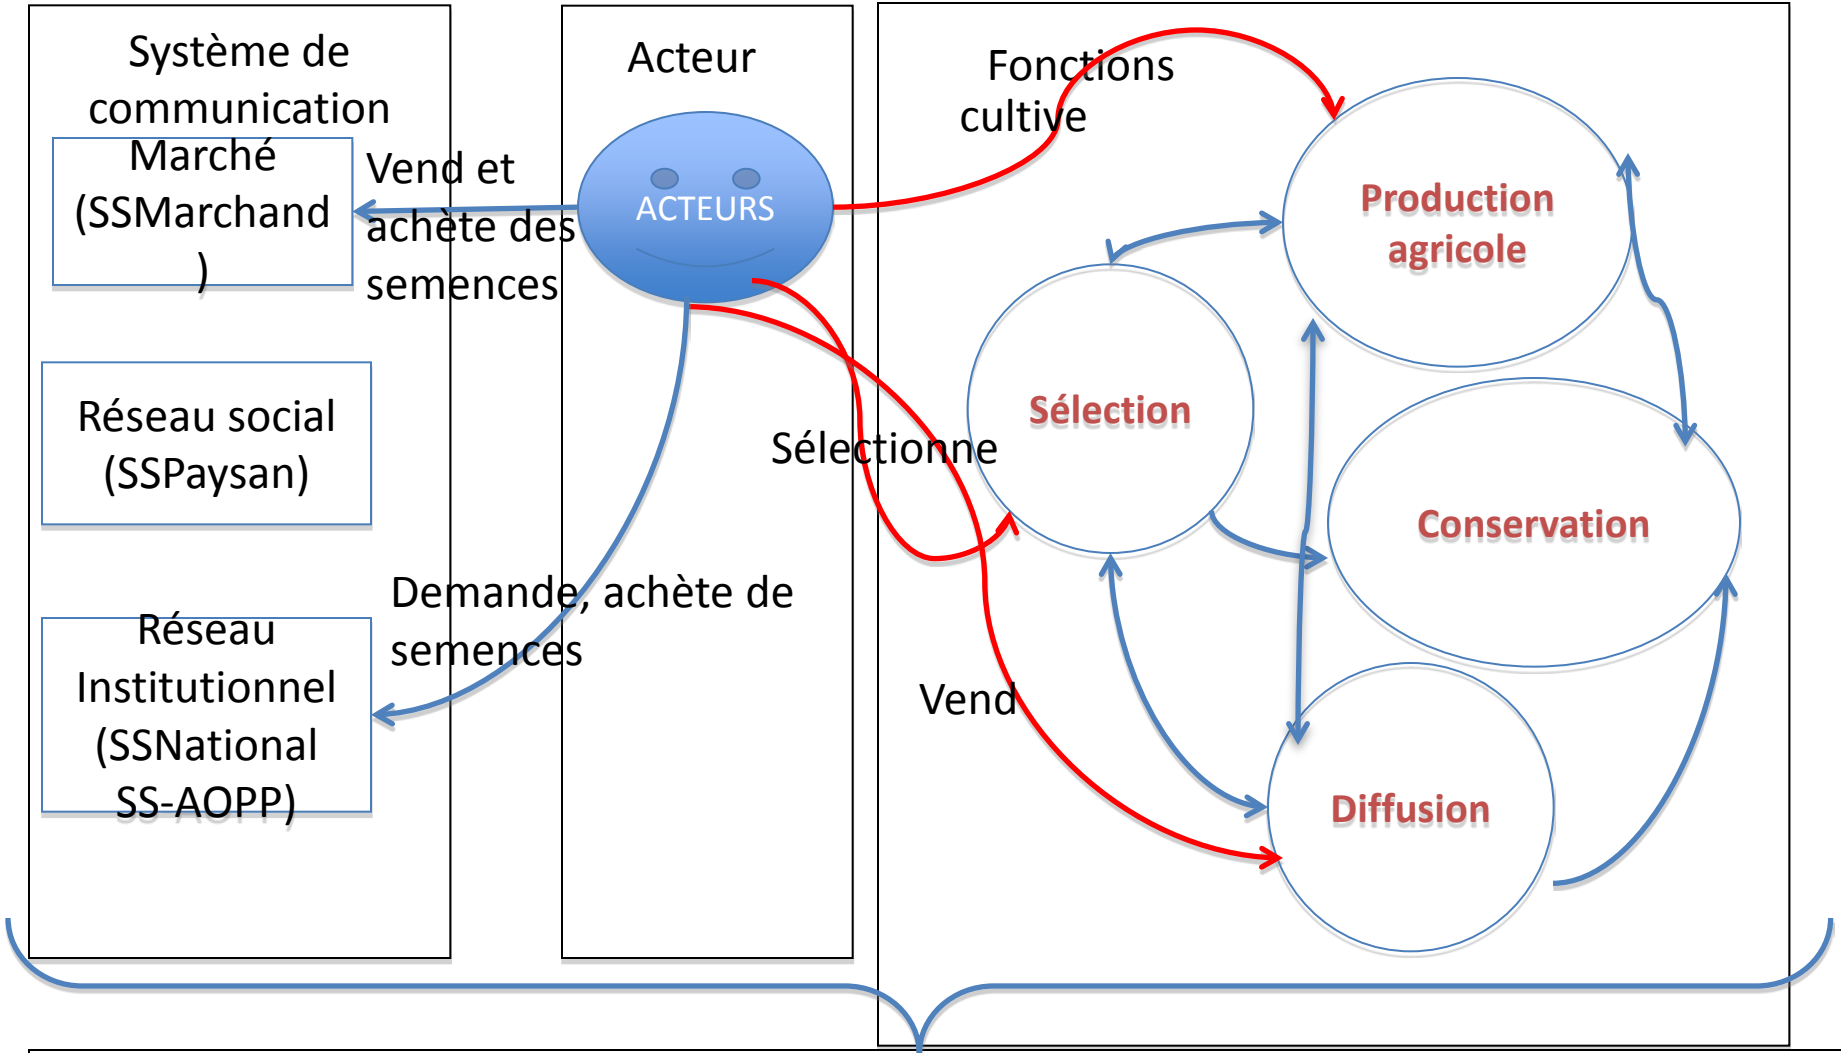 Système de
communication
Marché
(SSMarchand
)
Vend et
achète des
semences
Réseau social
(SSPaysan)
Réseau
Institutionnel
(SSNational
SS-AOPP)
Demande, achète de
semences
Acteur
ACTEURS
Fonctions
cultive
Sélectionne
Vend
Production
agricole
Sélection
Conservation
Diffusion